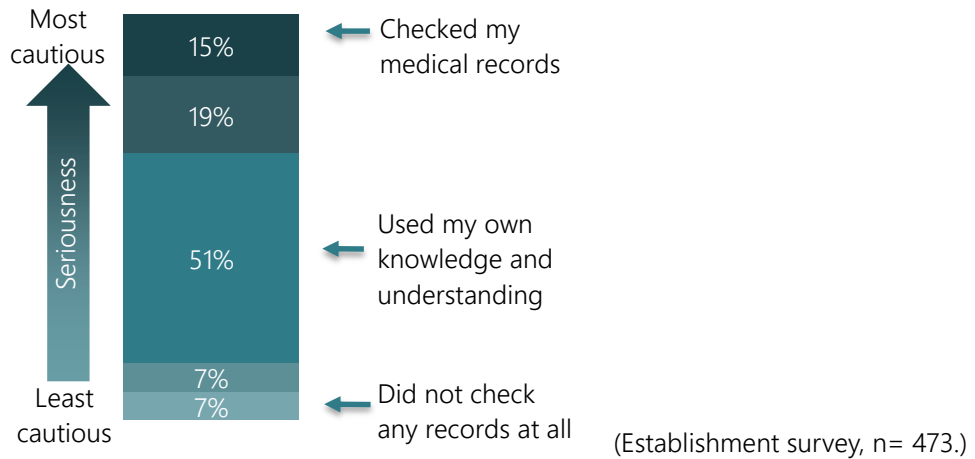 Most
cautious
15%
Checked my
medical records
19%
Seriousness
51%
Used my own
knowledge and
understanding
7%
7%
Least
cautious
Did not check
any records at all
(Establishment survey, n= 473.)